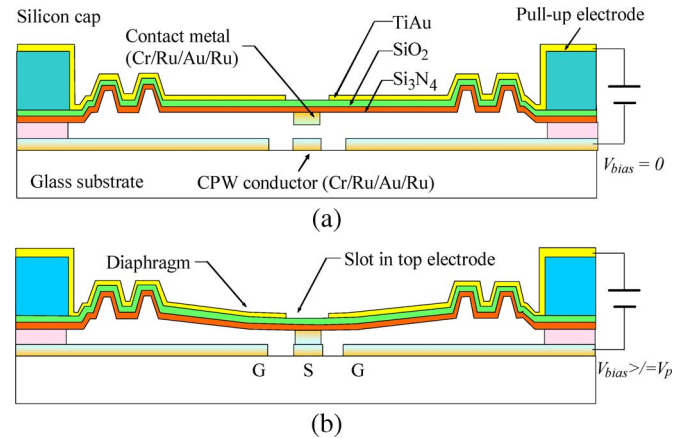 Silicon cap
Contact metal
(Cr/Ru/Au/Ru)
TiAu
SiO2
Si3N4
Pull-up electrode
Vbias = 0
Glass substrate
CPW conductor (Cr/Ru/Au/Ru)
(a)
Diaphragm
Slot in top electrode
G S G
Vbias>/=Vp
(b)